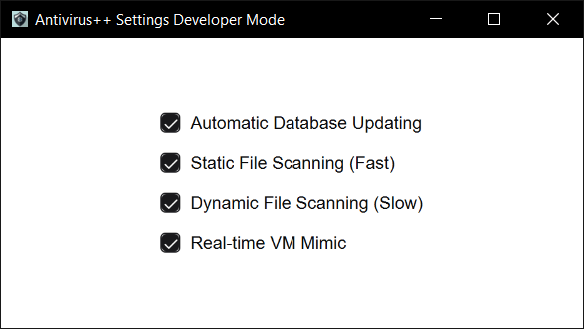 Antivirus++ Settings Developer Mode
Automatic Database Updating
Static File Scanning (Fast)
Dynamic File Scanning (Slow)
Real-time VM Mimic